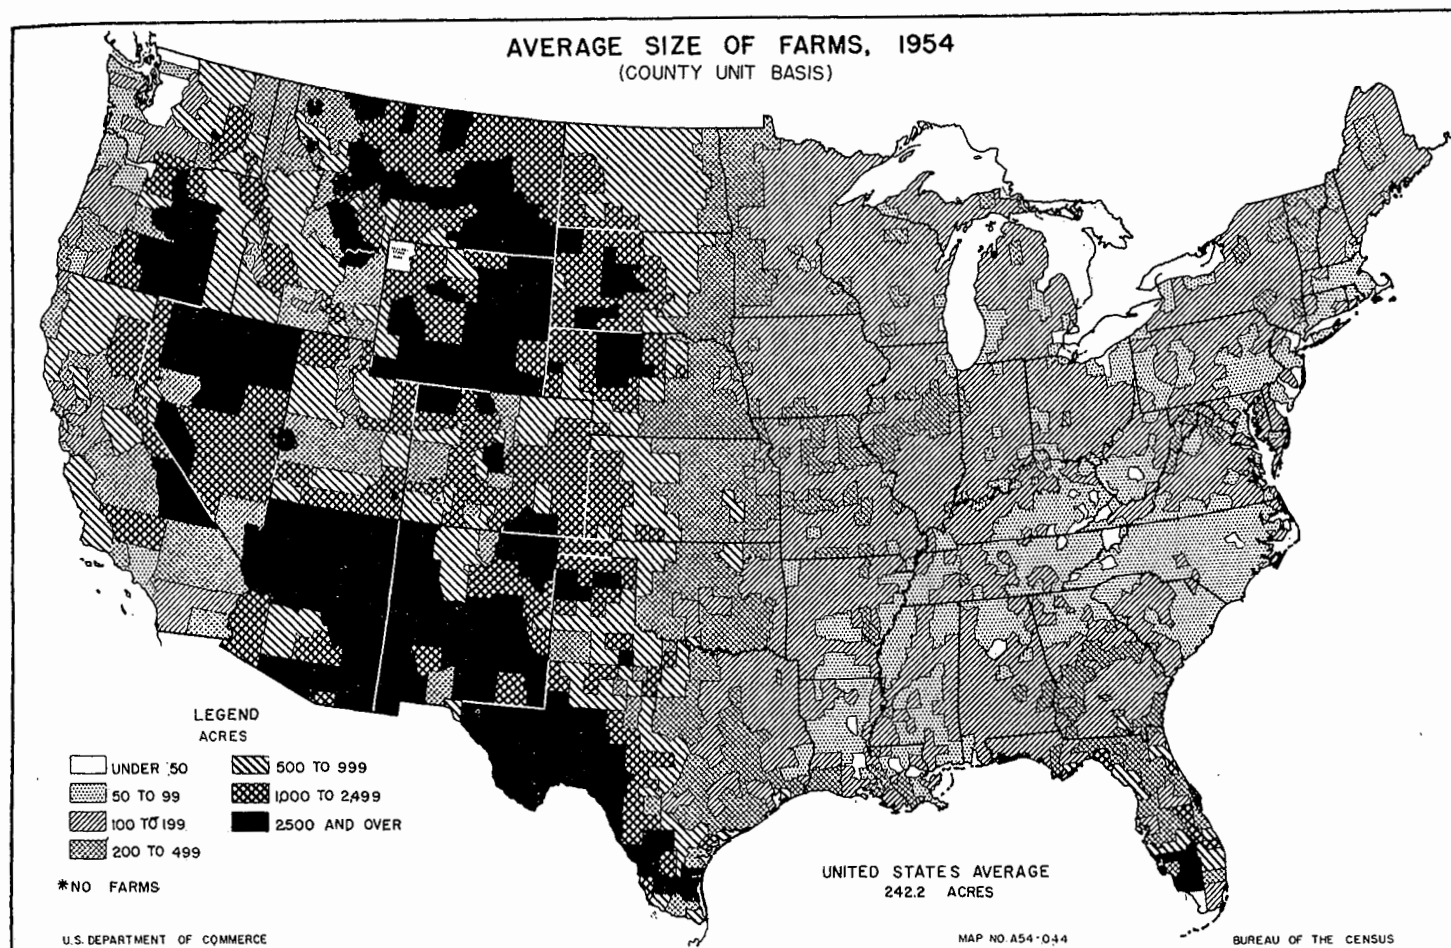 AVERAGE SIZE OF FARMS, 1954
(COUNTY UNIT BASIS)
LEGEND
ACRES
UNDER 50
50 TO 99
100 TO 199
200 TO 499
500 TO 999
1,000 TO 2,499
2,500 AND OVER
*NO FARMS
UNITED STATES AVERAGE
242.2 ACRES
U.S. DEPARTMENT OF COMMERCE
MAP NO. A54-044
BUREAU OF THE CENSUS